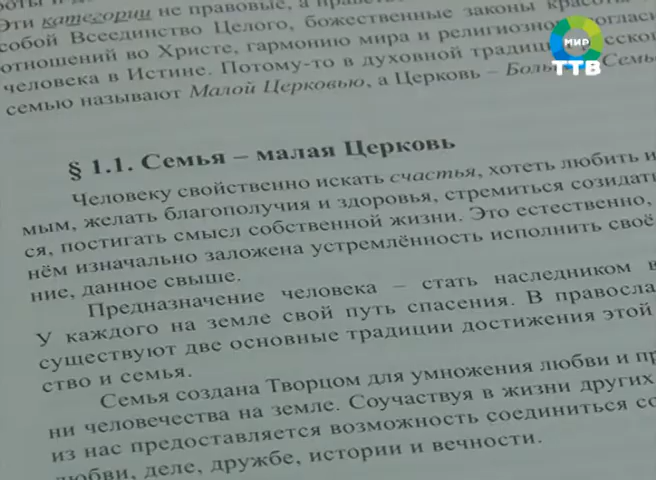 Эти категории не правовые, а
собой Всеединство Целого, божественные законы красоты
отношений во Христе, гармонию мира и религиозно
человека в Истине. Потому-то в духовной традиции
семью называют Малой Церковью, а Церковь – Семь
МИР
ТТВ
§ 1.1. Семья – малая Церковь
Человеку свойственно искать счастья, хотеть любить и
мым, желать благополучия и здоровья, стремиться созидат
ся, постигать смысл собственной жизни. Это естественно,
нём изначально заложена устремлённость исполнить своё
ние, данное свыше.
Предназначение человека – стать наследником в
У каждого на земле свой путь спасения. В правосла
существуют две основные традиции достижения этой
ство и семья.
Семья создана Творцом для умножения любви и пр
ни человечества на земле. Соучаствуя в жизни других
из нас предоставляется возможность соединиться со
любви, деле, дружбе, истории и вечности.